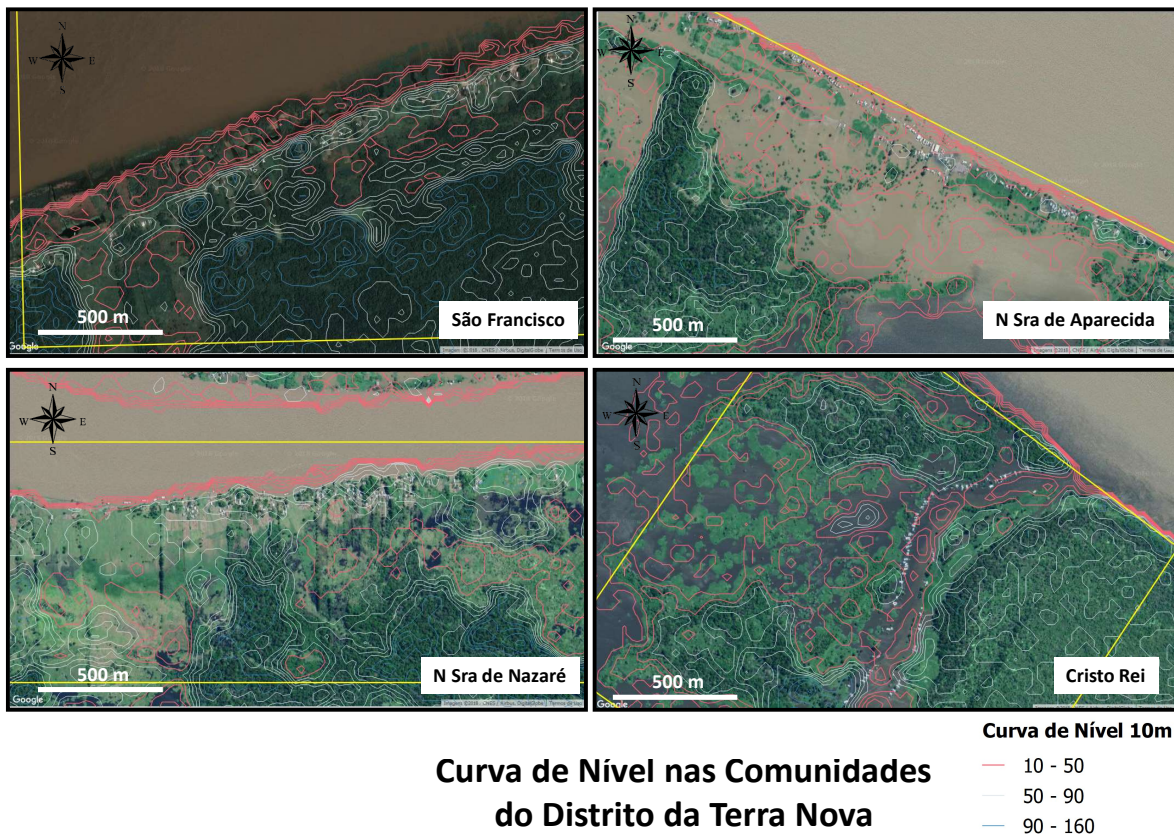 N
W E
S
500 m
São Francisco
Google
N
W E
S
500 m
N Sra de Aparecida
Google
N
W E
S
500 m
N Sra de Nazaré
Google
N
W E
S
500 m
Cristo Rei
Google
Curva de Nível nas Comunidades
do Distrito da Terra Nova
Curva de Nível 10m
10 - 50
50 - 90
90 - 160